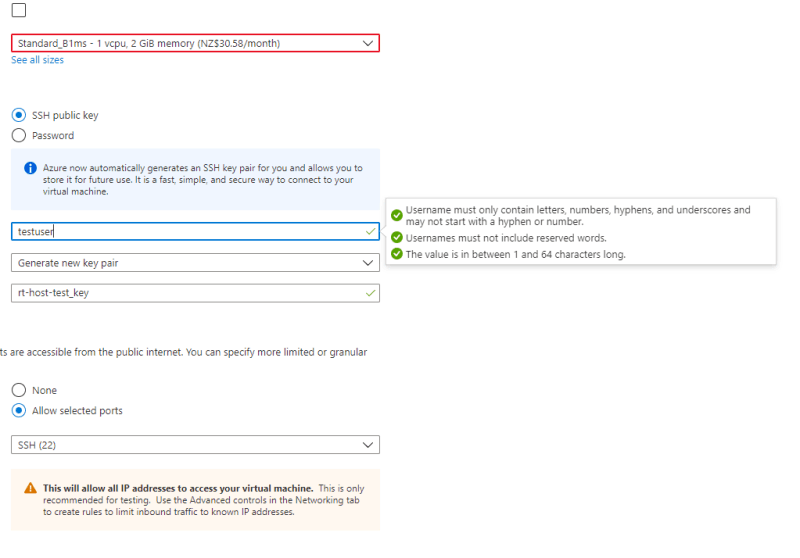 Standard_B1ms - 1 vcpu, 2 GiB memory (NZ$30.58/month)
See all sizes
SSH public key
Password
Azure now automatically generates an SSH key pair for you and allows you to
store it for future use. It is a fast, simple, and secure way to connect to your
virtual machine.
Username must only contain letters, numbers, hyphens, and underscores and
may not start with a hyphen or number.
Usernames must not include reserved words.
The value is in between 1 and 64 characters long.
testuser
Generate new key pair
rt-host-test_key
ts are accessible from the public internet. You can specify more limited or granular
None
Allow selected ports
SSH (22)
This will allow all IP addresses to access your virtual machine. This is only
recommended for testing. Use the Advanced controls in the Networking tab
to create rules to limit inbound traffic to known IP addresses.